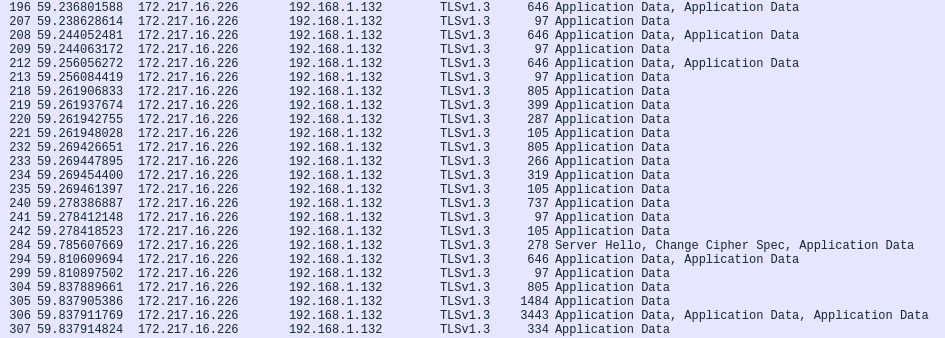 196 59.236801588 172.217.16.226 192.168.1.132 TLSv1.3 646 Application Data, Application Data
207 59.238628614 172.217.16.226 192.168.1.132 TLSv1.3 97 Application Data
208 59.244052481 172.217.16.226 192.168.1.132 TLSv1.3 646 Application Data, Application Data
209 59.244063172 172.217.16.226 192.168.1.132 TLSv1.3 97 Application Data
212 59.256056272 172.217.16.226 192.168.1.132 TLSv1.3 646 Application Data, Application Data
213 59.256084419 172.217.16.226 192.168.1.132 TLSv1.3 97 Application Data
218 59.261906833 172.217.16.226 192.168.1.132 TLSv1.3 805 Application Data
219 59.261937674 172.217.16.226 192.168.1.132 TLSv1.3 399 Application Data
220 59.261942755 172.217.16.226 192.168.1.132 TLSv1.3 287 Application Data
221 59.261948028 172.217.16.226 192.168.1.132 TLSv1.3 105 Application Data
232 59.269426651 172.217.16.226 192.168.1.132 TLSv1.3 805 Application Data
233 59.269447895 172.217.16.226 192.168.1.132 TLSv1.3 266 Application Data
234 59.269454400 172.217.16.226 192.168.1.132 TLSv1.3 319 Application Data
235 59.269461397 172.217.16.226 192.168.1.132 TLSv1.3 105 Application Data
240 59.278386887 172.217.16.226 192.168.1.132 TLSv1.3 737 Application Data
241 59.278412148 172.217.16.226 192.168.1.132 TLSv1.3 97 Application Data
242 59.278418523 172.217.16.226 192.168.1.132 TLSv1.3 105 Application Data
284 59.785607669 172.217.16.226 192.168.1.132 TLSv1.3 278 Server Hello, Change Cipher Spec, Application Data
294 59.810609694 172.217.16.226 192.168.1.132 TLSv1.3 646 Application Data, Application Data
299 59.810897502 172.217.16.226 192.168.1.132 TLSv1.3 97 Application Data
304 59.837889661 172.217.16.226 192.168.1.132 TLSv1.3 805 Application Data
305 59.837905386 172.217.16.226 192.168.1.132 TLSv1.3 1484 Application Data
306 59.837911769 172.217.16.226 192.168.1.132 TLSv1.3 3443 Application Data, Application Data, Application Data
307 59.837914824 172.217.16.226 192.168.1.132 TLSv1.3 334 Application Data